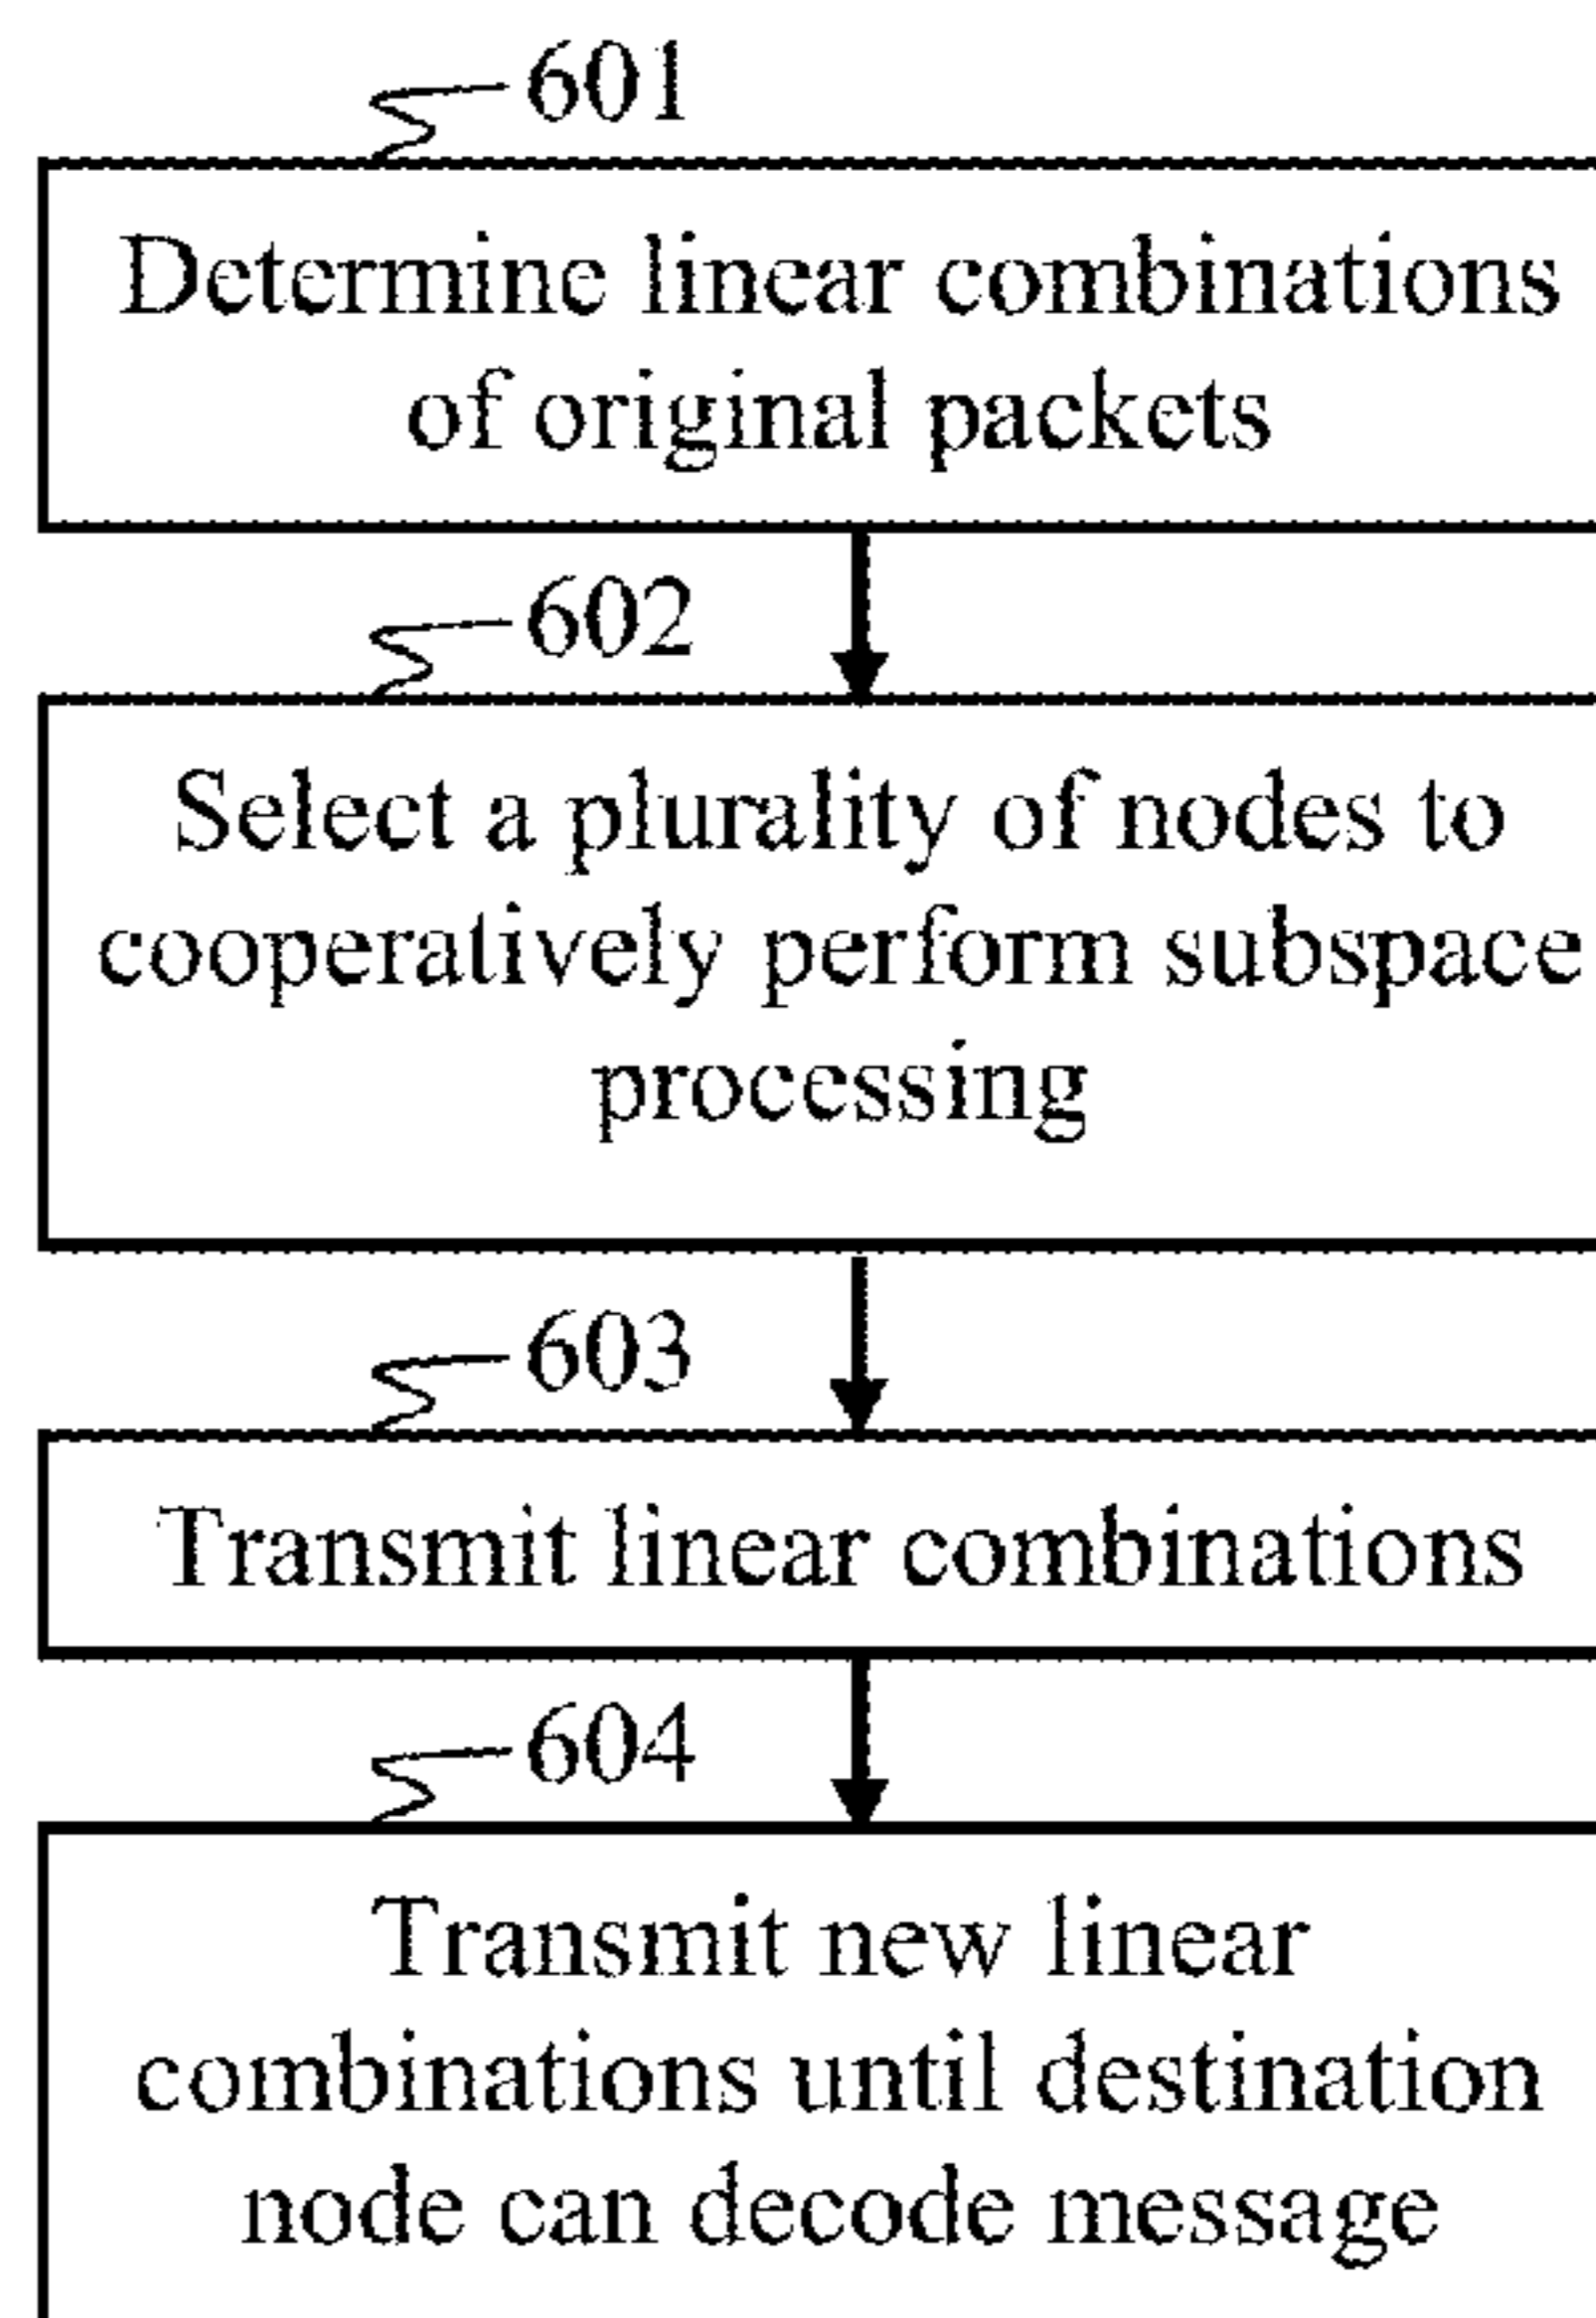 601
Determine linear combinations
of original packets
602
Select a plurality of nodes to
cooperatively perform subspace
processing
603
Transmit linear combinations
604
Transmit new linear
combinations until destination
node can decode message